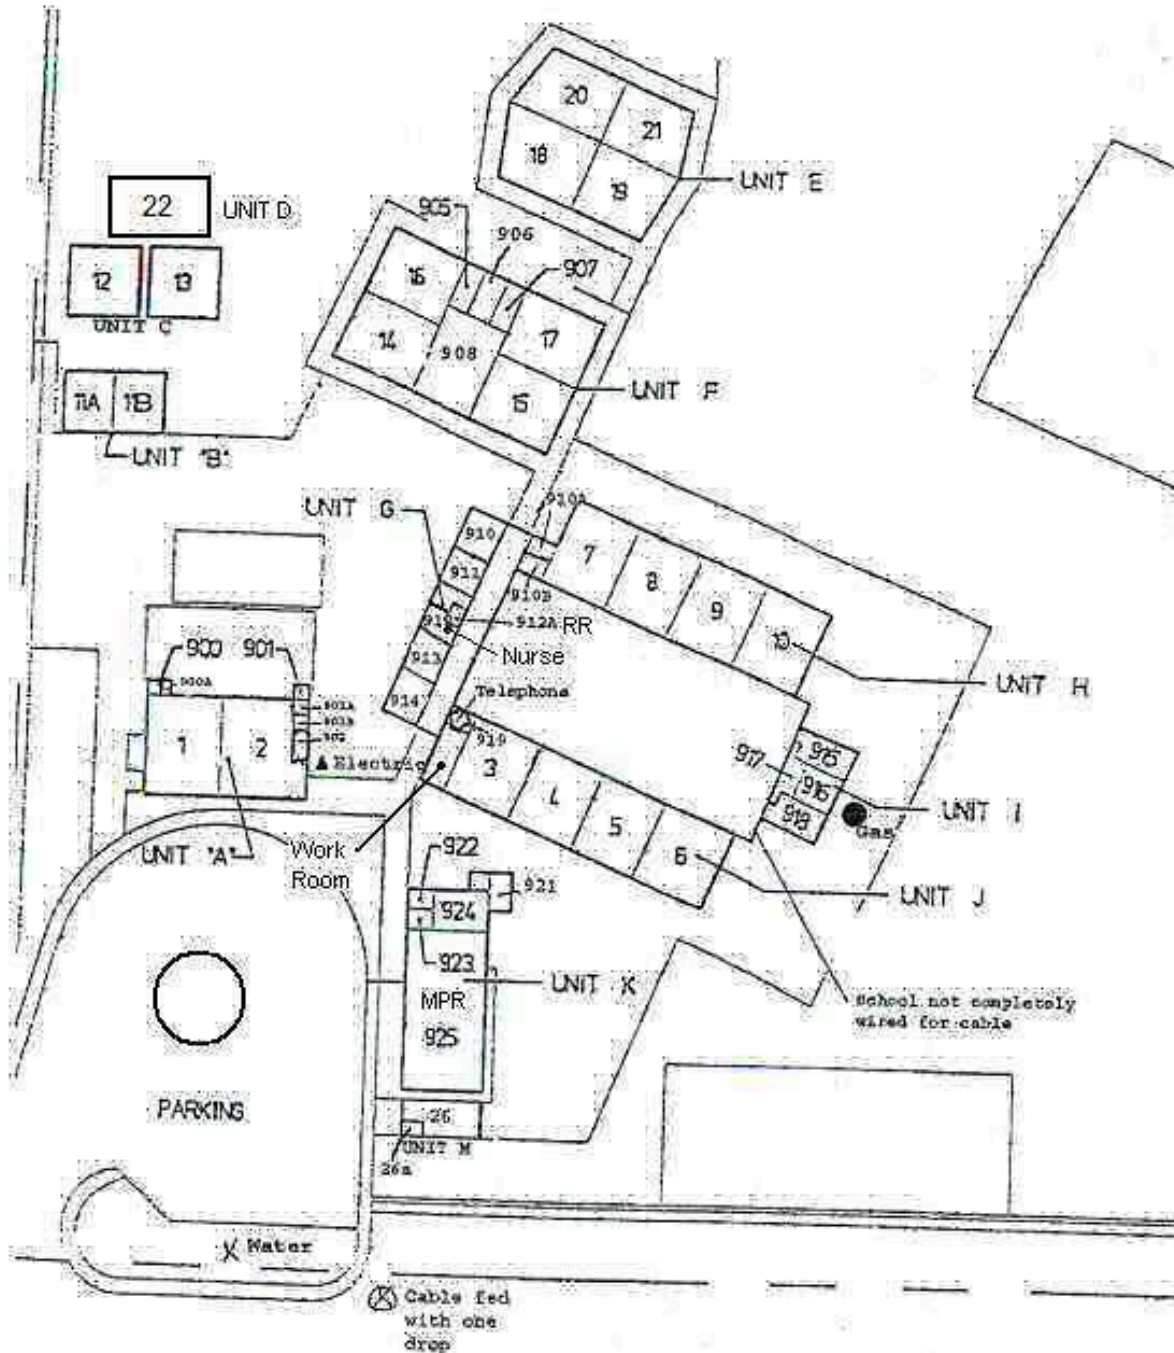 20
21
18
19
UNIT E
22
UNIT D
12
13
UNIT C
905
906
907
16
17
14
908
15
UNIT F
11A
11B
UNIT "B"
UNIT G
910
910A
911
910B
912A RR
Nurse
913
914
7
8
9
10
UNIT H
Telephone
919
900
901
900A
901A
901B
902
1
2
Electric
3
4
5
6
917
915
916
918
Gas
UNIT I
UNIT J
UNIT "A"
Work
Room
922
921
924
923
UNIT K
MPR
925
School not completely
wired for cable
PARKING
26
UNIT M
26a
X Water
X Cable fed
with one
drop